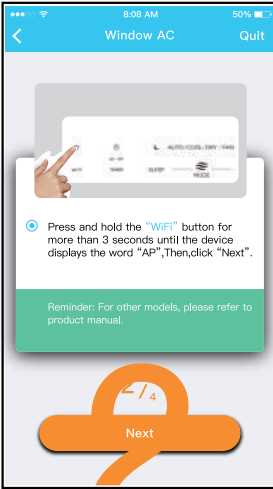 8:08 AM
50%
Window AC
Quit
AUTO/COOL/DRY/FAN
WiFi
SLEEP
MODE
Press and hold the “WiFi” button for
more than 3 seconds until the device
displays the word “AP”,Then,click “Next”.
Reminder: For other models, please refer to
product manual.
2/4
Next